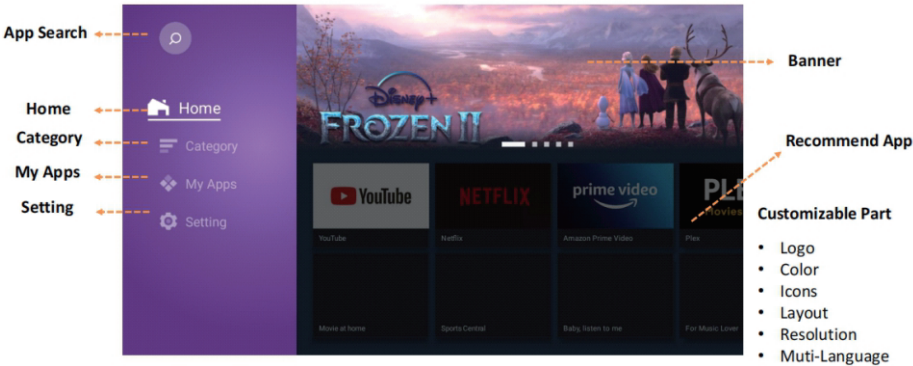 App Search
Home
Category
My Apps
Setting
Home
Category
My Apps
Setting
Disney+
FROZEN II
YouTube
NETFLIX
prime video
PLE
Movies
YouTube
Netflix
Amazon Prime Video
Plex
Movie at home
Sports Central
Baby, listen to me
For Music Lover
Banner
Recommend App
Customizable Part
• Logo
• Color
• Icons
• Layout
• Resolution
• Muti-Language